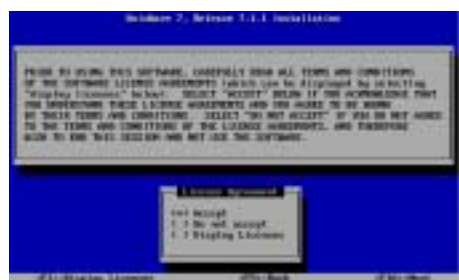 UnixWare 7, Release 7.1.1 Installation
PRIOR TO USING THIS SOFTWARE, CAREFULLY READ ALL TERMS AND CONDITIONS
OF THE SOFTWARE LICENSE AGREEMENTS (which can be displayed by selecting
"Display Licenses" below). SELECT "ACCEPT" BELOW IF YOU ACKNOWLEDGE THAT
YOU UNDERSTAND THESE LICENSE AGREEMENTS AND YOU AGREE TO BE BOUND
BY THEIR TERMS AND CONDITIONS. SELECT "DO NOT ACCEPT" IF YOU DO NOT AGREE
TO THE TERMS AND CONDITIONS OF THE LICENSE AGREEMENTS, AND THEREFORE
WISH TO END THIS SESSION AND NOT USE THE SOFTWARE.
License Agreement
(*) Accept
( ) Do not accept
( ) Display Licenses